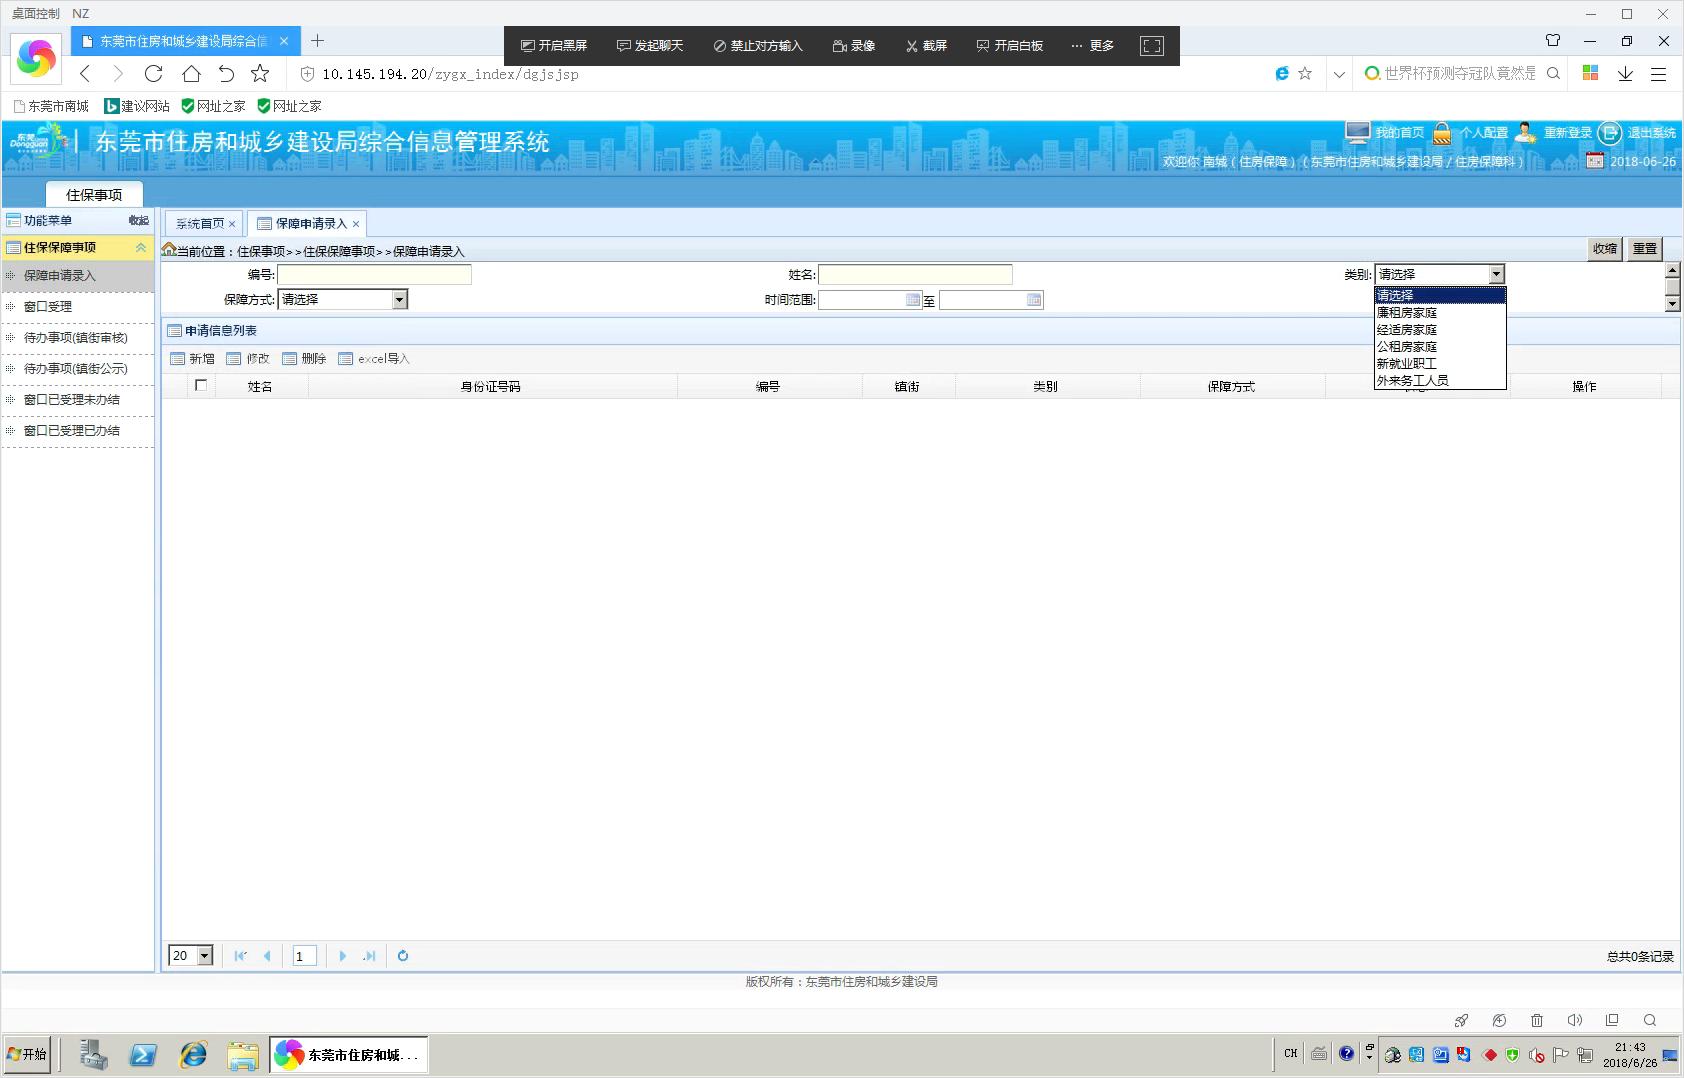 桌面控制 NZ
东莞市住房和城乡建设局综合信
开启黑屏 发起聊天 禁止对方输入 录像 截屏 开启白板 更多
10.145.194.20/zygx_index/dgjsjsp
世界杯预测夺冠队竟然是
东莞市南城 建议网站 网址之家 网址之家
东莞 Dongguan 东莞市住房和城乡建设局综合信息管理系统
我的首页 个人配置 重新登录 退出系统
欢迎你 南城（住房保障）（东莞市住房和城乡建设局/住房保障科） 2018-06-26
住保事项
功能菜单 收起
系统首页 保障申请录入
住保保障事项
当前位置：住保事项>>住保保障事项>>保障申请录入 收缩 重置
保障申请录入
编号: 姓名: 类别: 请选择
保障方式: 请选择 时间范围: 至
请选择
廉租房家庭
经适房家庭
公租房家庭
新就业职工
外来务工人员
窗口受理
待办事项(镇街审核)
待办事项(镇街公示)
窗口已受理未办结
窗口已受理已办结
申请信息列表
新增 修改 删除 excel导入
姓名 身份证号码 编号 镇街 类别 保障方式 操作
20 1 总共0条记录
版权所有：东莞市住房和城乡建设局
开始 东莞市住房和城... CH 21:43
2018/6/26